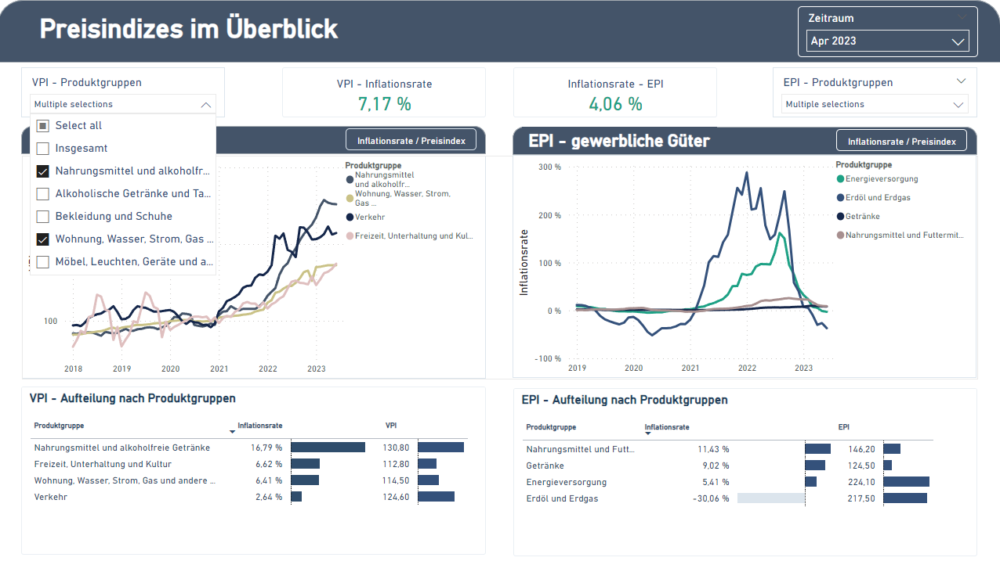 Preisindizes im Überblick
Zeitraum
Apr 2023
VPI - Produktgruppen
Multiple selections
Select all
Insgesamt
Nahrungsmittel und alkoholfr...
Alkoholische Getränke und Ta...
Bekleidung und Schuhe
Wohnung, Wasser, Strom, Gas ...
Möbel, Leuchten, Geräte und a...
VPI - Inflationsrate
7,17 %
Inflationsrate - EPI
4,06 %
EPI - Produktgruppen
Multiple selections
Inflationsrate / Preisindex
Produktgruppe
Nahrungsmittel
und alkoholfr...
Wohnung, Wasser, Strom,
Gas ...
Verkehr
Freizeit, Unterhaltung und Kul...
100
2018 2019 2020 2021 2022 2023
EPI - gewerbliche Güter
Inflationsrate / Preisindex
Inflationsrate
300 %
200 %
100 %
0 %
-100 %
2019 2020 2021 2022 2023
Produktgruppe
Energieversorgung
Erdöl und Erdgas
Getränke
Nahrungsmittel und Futtermit...
VPI - Aufteilung nach Produktgruppen
Produktgruppe Inflationsrate VPI
Nahrungsmittel und alkoholfreie Getränke 16,79 % 130,80
Freizeit, Unterhaltung und Kultur 6,62 % 112,80
Wohnung, Wasser, Strom, Gas und andere ... 6,41 % 114,50
Verkehr 2,64 % 124,60
EPI - Aufteilung nach Produktgruppen
Produktgruppe Inflationsrate EPI
Nahrungsmittel und Futt... 11,43 % 146,20
Getränke 9,02 % 124,50
Energieversorgung 5,41 % 224,10
Erdöl und Erdgas -30,06 % 217,50